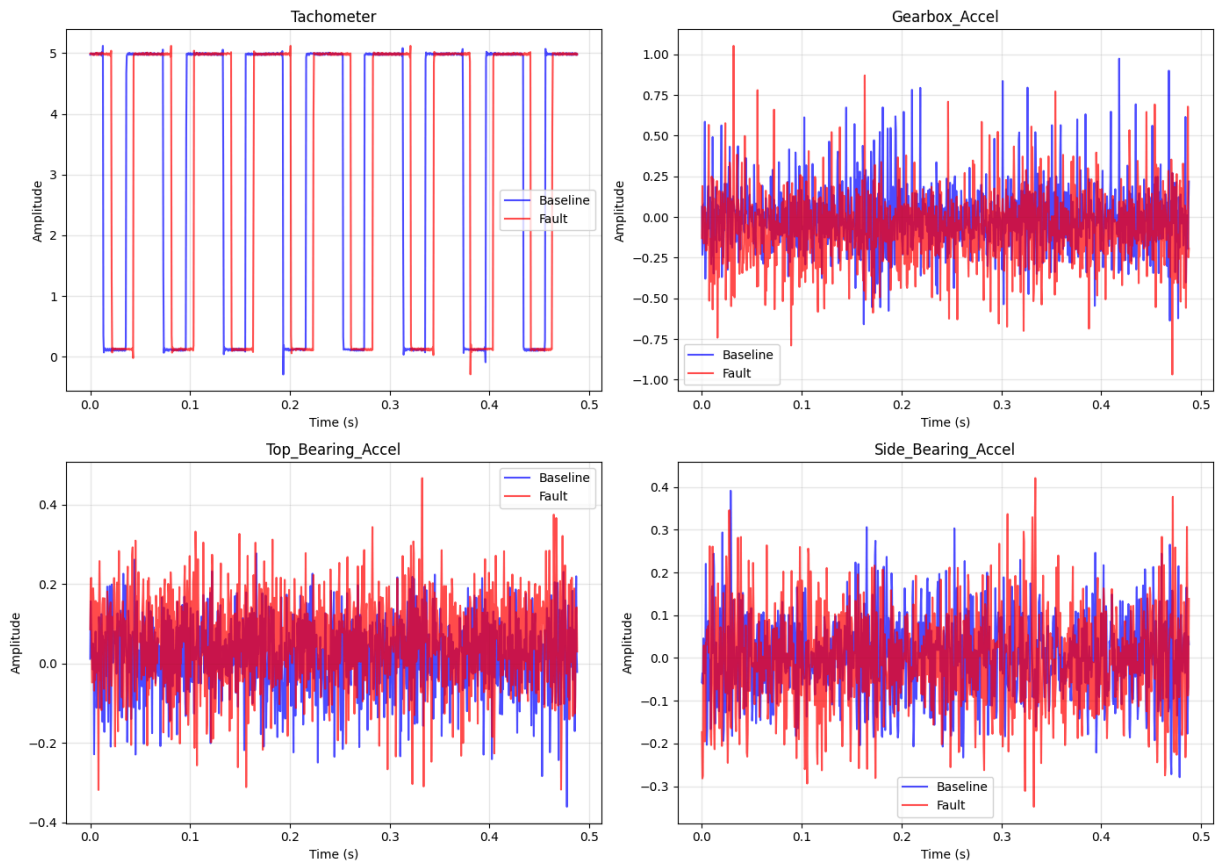 Tachometer
5
4
3
2
1
0
Amplitude
Baseline
Fault
0.0
0.1
0.2
0.3
0.4
0.5
Time (s)
Gearbox_Accel
1.00
0.75
0.50
0.25
0.00
−0.25
−0.50
−0.75
−1.00
Amplitude
Baseline
Fault
0.0
0.1
0.2
0.3
0.4
0.5
Time (s)
Top_Bearing_Accel
0.4
0.2
0.0
−0.2
−0.4
Amplitude
Baseline
Fault
0.0
0.1
0.2
0.3
0.4
0.5
Time (s)
Side_Bearing_Accel
0.4
0.3
0.2
0.1
0.0
−0.1
−0.2
−0.3
Amplitude
Baseline
Fault
0.0
0.1
0.2
0.3
0.4
0.5
Time (s)